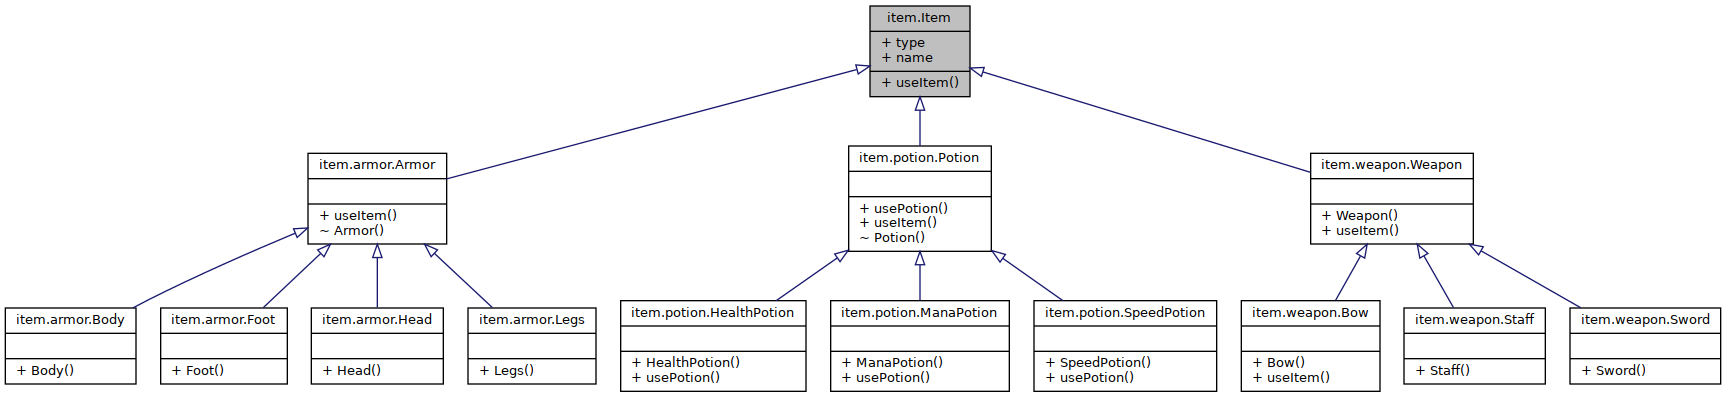 item.Item
+ type
+ name
+ useItem()
item.armor.Armor
+ useItem()
~ Armor()
item.potion.Potion
+ usePotion()
+ useItem()
~ Potion()
item.weapon.Weapon
+ Weapon()
+ useItem()
item.armor.Body
+ Body()
item.armor.Foot
+ Foot()
item.armor.Head
+ Head()
item.armor.Legs
+ Legs()
item.potion.HealthPotion
+ HealthPotion()
+ usePotion()
item.potion.ManaPotion
+ ManaPotion()
+ usePotion()
item.potion.SpeedPotion
+ SpeedPotion()
+ usePotion()
item.weapon.Bow
+ Bow()
+ useItem()
item.weapon.Staff
+ Staff()
item.weapon.Sword
+ Sword()